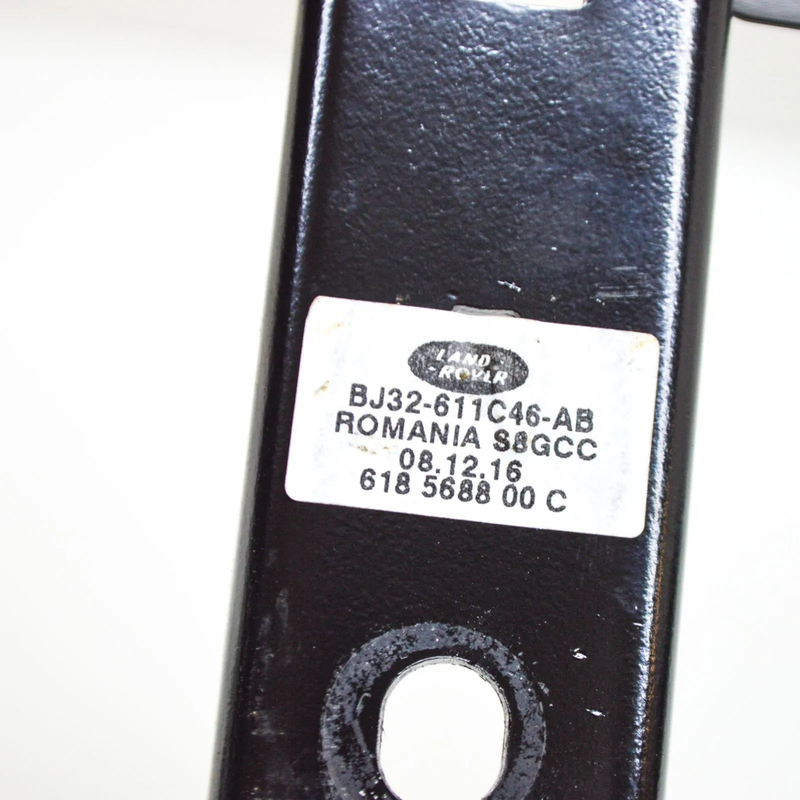 LAND
-ROVER
BJ32-611C46-AB
ROMANIA S8GCC
08.12.16
618 5688 00 C